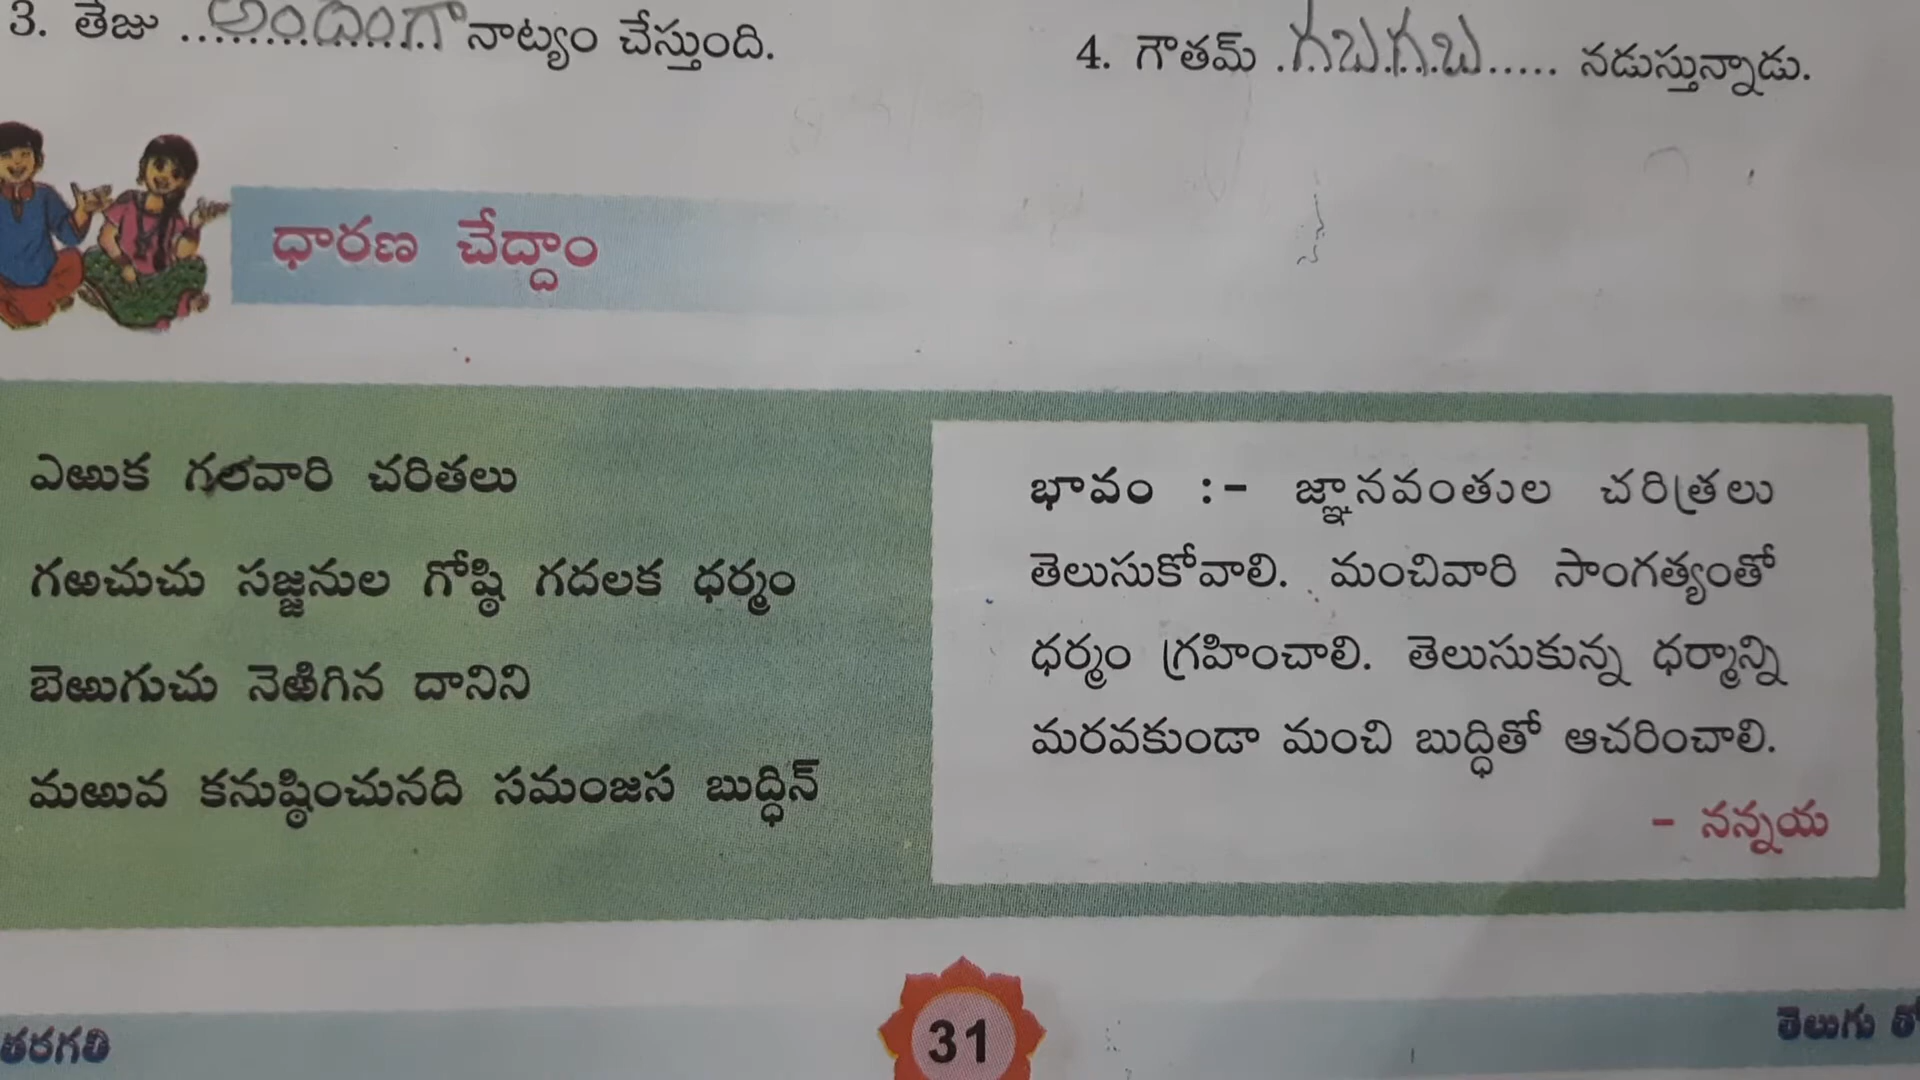 3. తేజు అందంగా నాట్యం చేస్తుంది.
4. గౌతమ్ గబగబ నడుస్తున్నాడు.
ధారణ చేద్దాం
ఎఱుక గలవారి చరితలు
గఱచుచు సజ్జనుల గోష్ఠి గదలక ధర్మం
బెఱుగుచు నెఱిగిన దానిని
మఱువ కనుష్ఠించునది సమంజస బుద్ధిన్
భావం :- జ్ఞానవంతుల చరిత్రలు
తెలుసుకోవాలి. మంచివారి సాంగత్యంతో
ధర్మం గ్రహించాలి. తెలుసుకున్న ధర్మాన్ని
మరవకుండా మంచి బుద్ధితో ఆచరించాలి.
- నన్నయ
తరగతి
31
తెలుగు